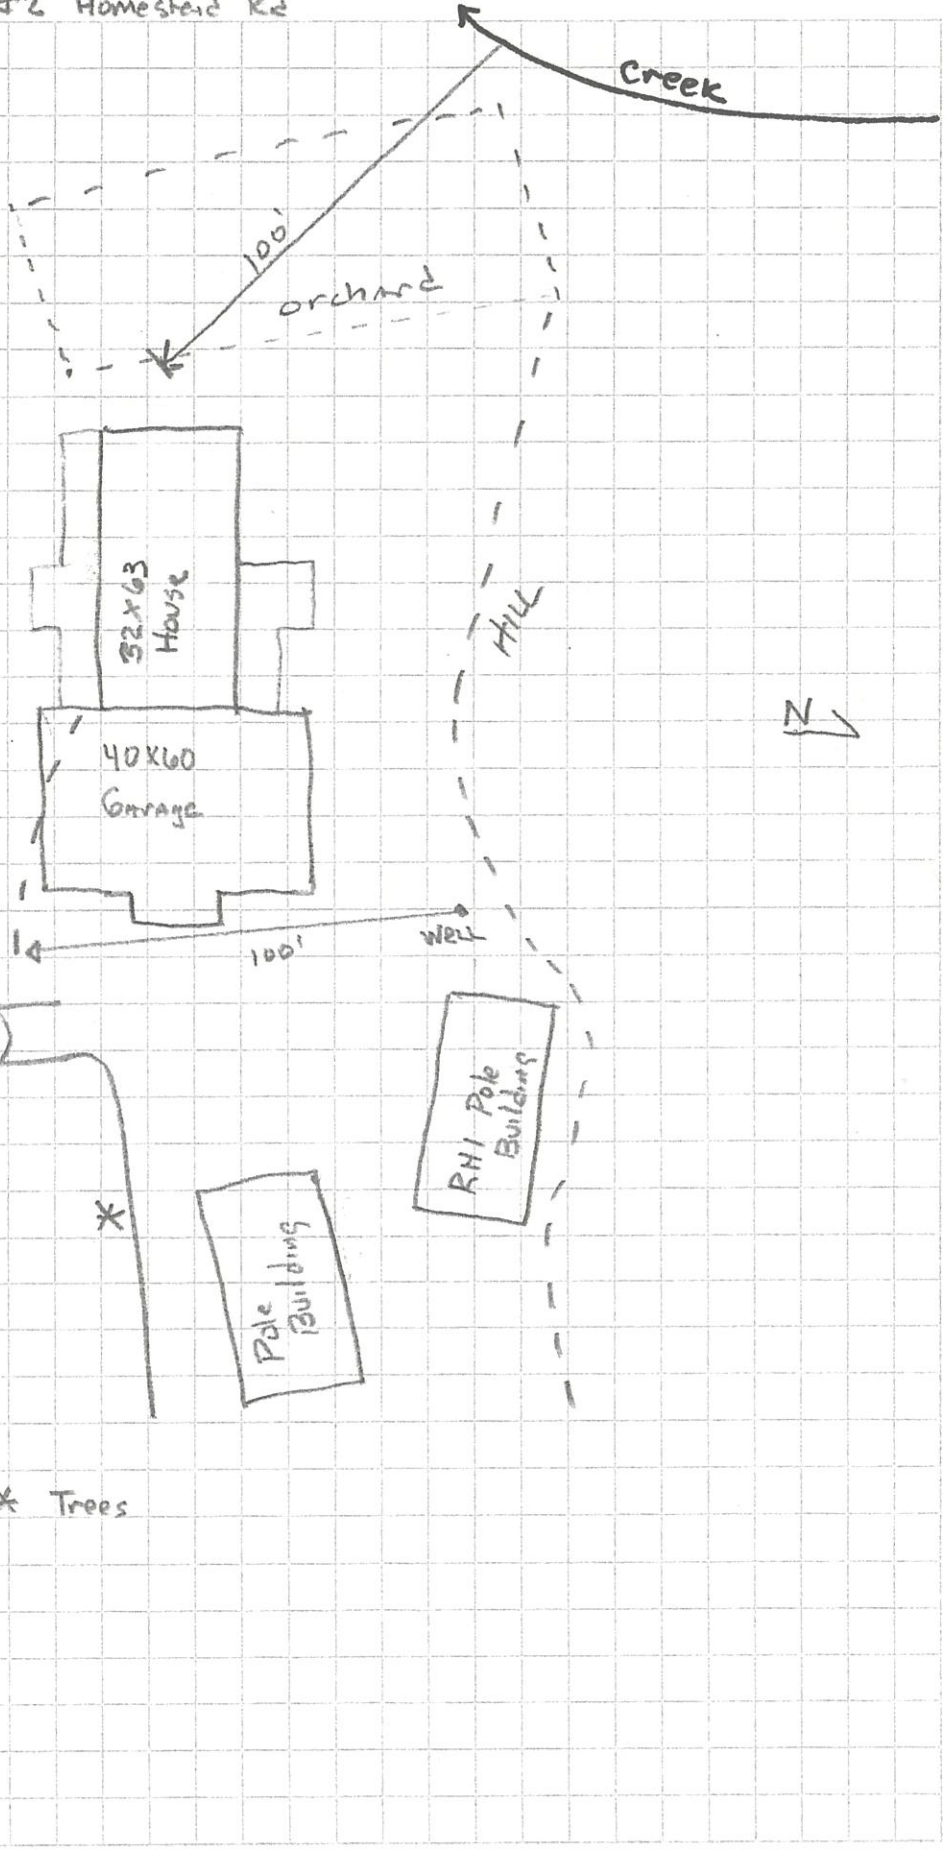 Homestead Rd
Creek
100'
orchard
32X63
House
HILL
N
40X60
Garage
Well
100'
RHI Pole
Building
Pole
Building
* Trees